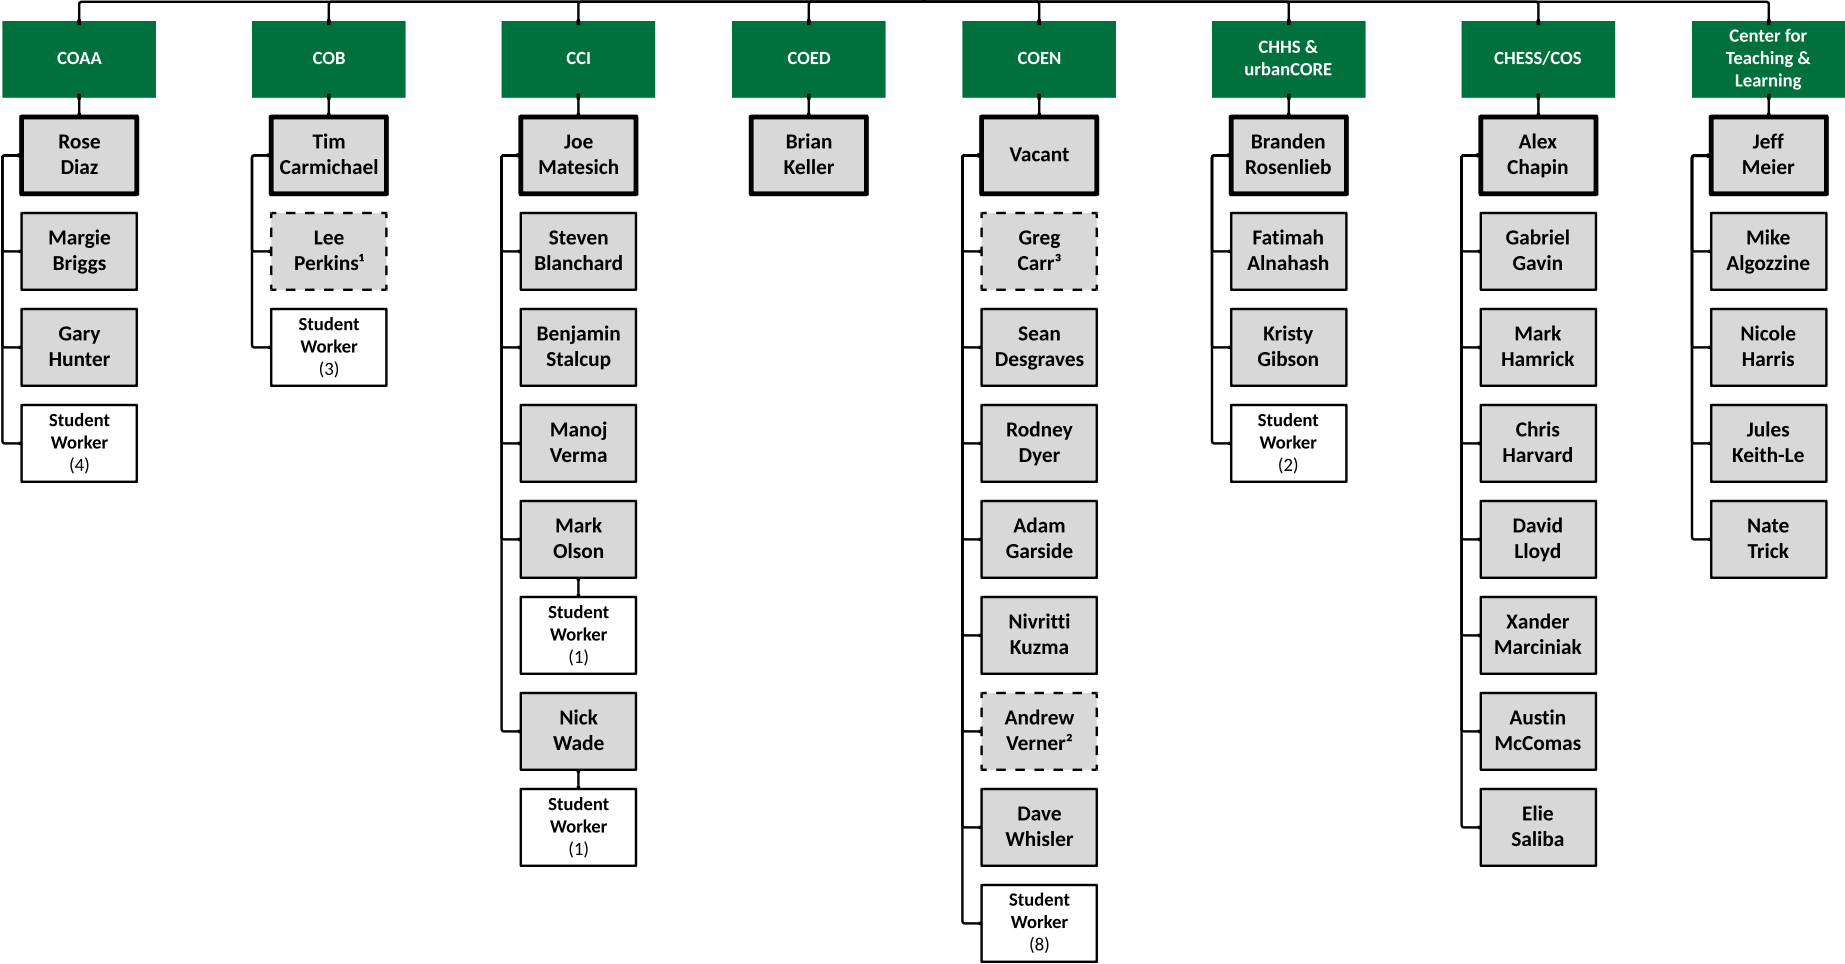 COAA
Rose
Diaz
Margie
Briggs
Gary
Hunter
Student
Worker
(4)
COB
Tim
Carmichael
Lee
Perkins¹
Student
Worker
(3)
CCI
Joe
Matesich
Steven
Blanchard
Benjamin
Stalcup
Manoj
Verma
Mark
Olson
Student
Worker
(1)
Nick
Wade
Student
Worker
(1)
COED
Brian
Keller
COEN
Vacant
Greg
Carr³
Sean
Desgraves
Rodney
Dyer
Adam
Garside
Nivritti
Kuzma
Andrew
Verner²
Dave
Whisler
Student
Worker
(8)
CHHS &
urbanCORE
Branden
Rosenlieb
Fatimah
Alnahash
Kristy
Gibson
Student
Worker
(2)
CHESS/COS
Alex
Chapin
Gabriel
Gavin
Mark
Hamrick
Chris
Harvard
David
Lloyd
Xander
Marciniak
Austin
McComas
Elie
Saliba
Center for
Teaching &
Learning
Jeff
Meier
Mike
Algozzine
Nicole
Harris
Jules
Keith-Le
Nate
Trick